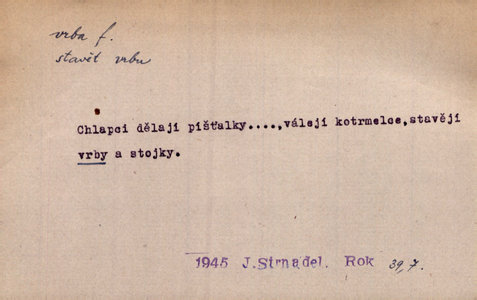 vrba f.
stavět vrbu
Chlapci dělají píšťalky....,válejí kotrmelce,stavějí
vrby a stojky.
1945 J.Strnadel. Rok 39,7.